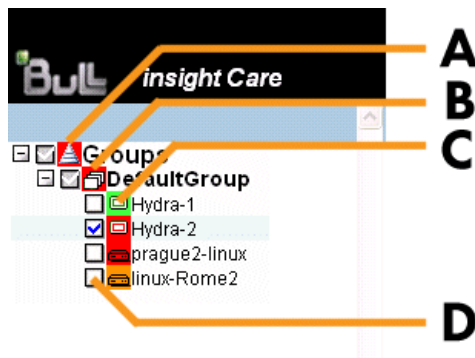 A
Bull insight Care
B
C
Groups
DefaultGroup
Hydra-1
Hydra-2
prague2-linux
linux-Rome2
D